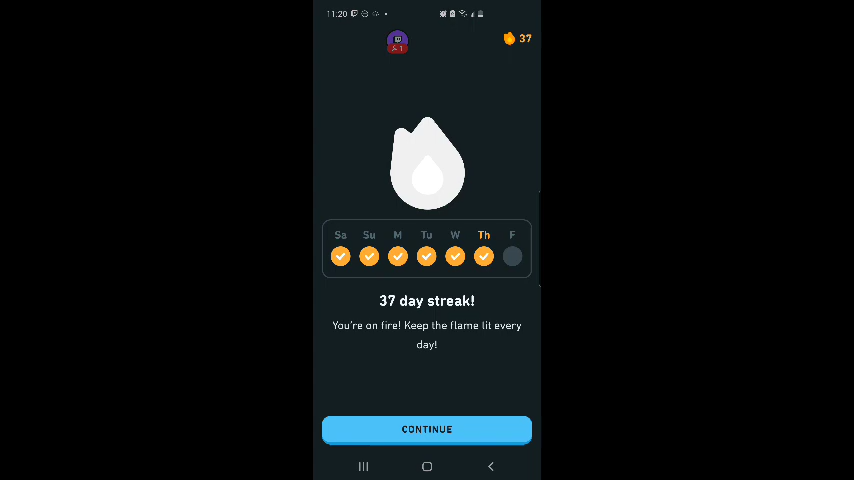 11:20
1
37
Sa Su M Tu W Th F
37 day streak!
You're on fire! Keep the flame lit every
day!
CONTINUE